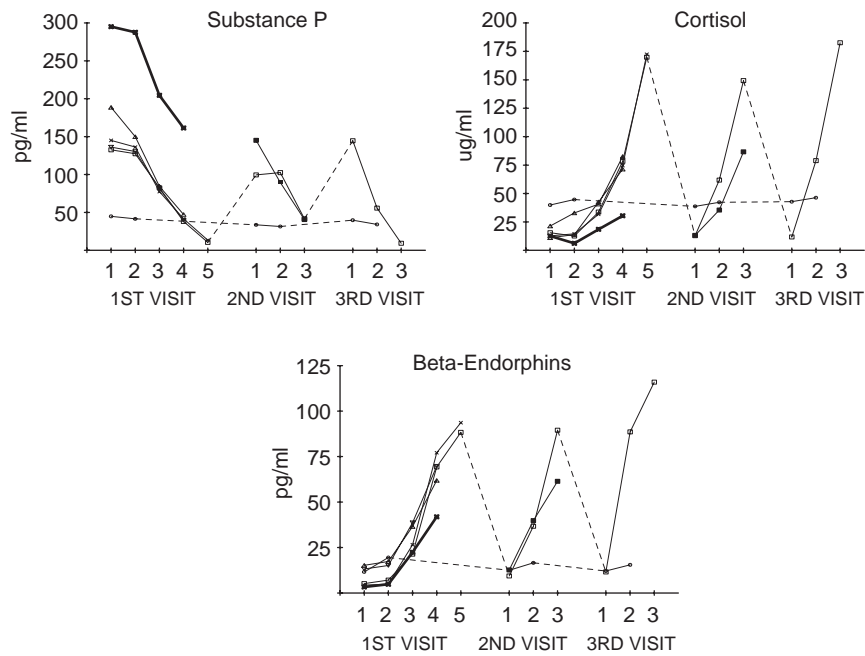 Substance P
300
250
200
150
100
50
pg/ml
1 2 3 4 5 1 2 3 1 2 3
1ST VISIT 2ND VISIT 3RD VISIT
Cortisol
200
175
150
125
100
75
50
25
ug/ml
1 2 3 4 5 1 2 3 1 2 3
1ST VISIT 2ND VISIT 3RD VISIT
Beta-Endorphins
125
100
75
50
25
pg/ml
1 2 3 4 5 1 2 3 1 2 3
1ST VISIT 2ND VISIT 3RD VISIT